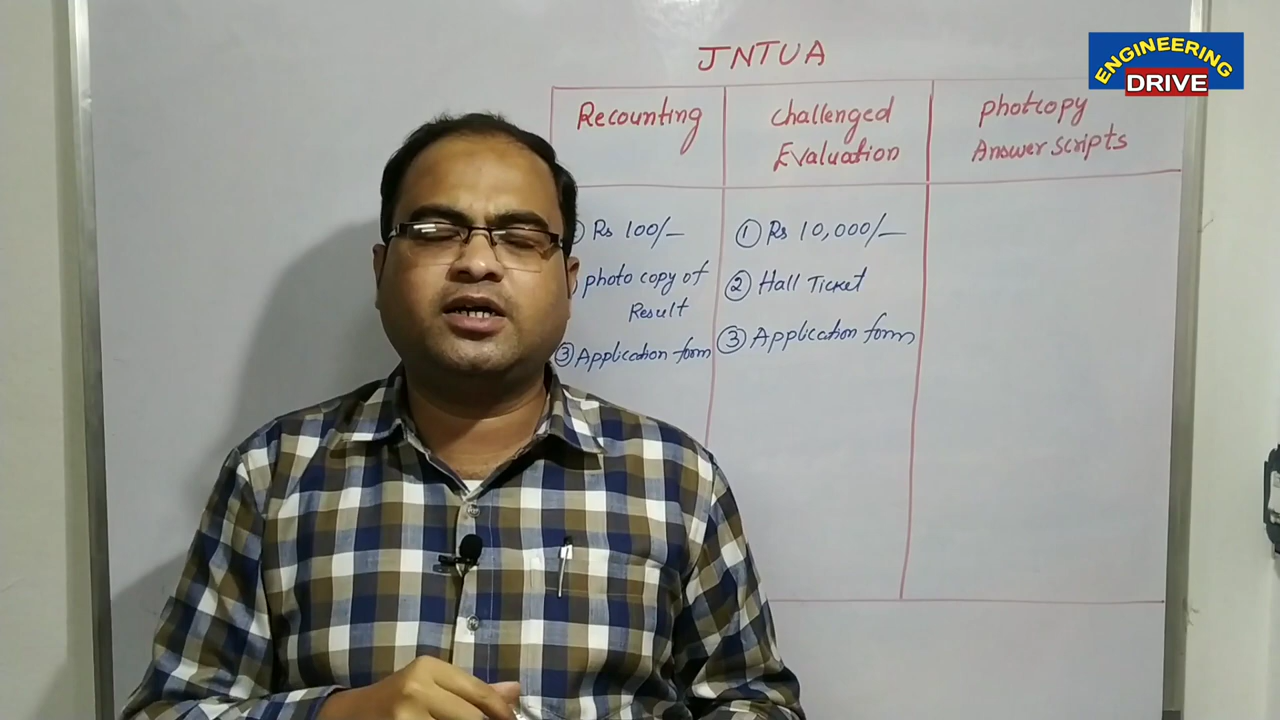 ENGINEERING
DRIVE
JNTUA
Recounting
Challenged
Evaluation
photcopy
Answer scripts
Rs 100/-
photo copy of
Result
③ Application form
① Rs 10,000/-
② Hall Ticket
③ Application form